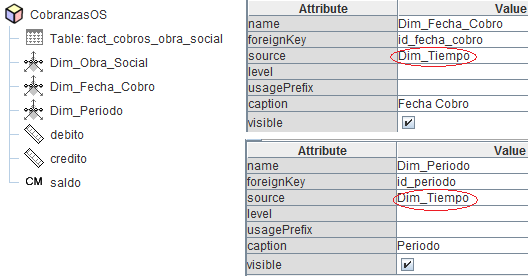 CobranzasOS
Table: fact_cobros_obra_social
Dim_Obra_Social
Dim_Fecha_Cobro
Dim_Periodo
debito
credito
CM saldo
Attribute Value
name Dim_Fecha_Cobro
foreignKey id_fecha_cobro
source Dim_Tiempo
level
usagePrefix
caption Fecha Cobro
visible
Attribute Value
name Dim_Periodo
foreignKey id_periodo
source Dim_Tiempo
level
usagePrefix
caption Periodo
visible